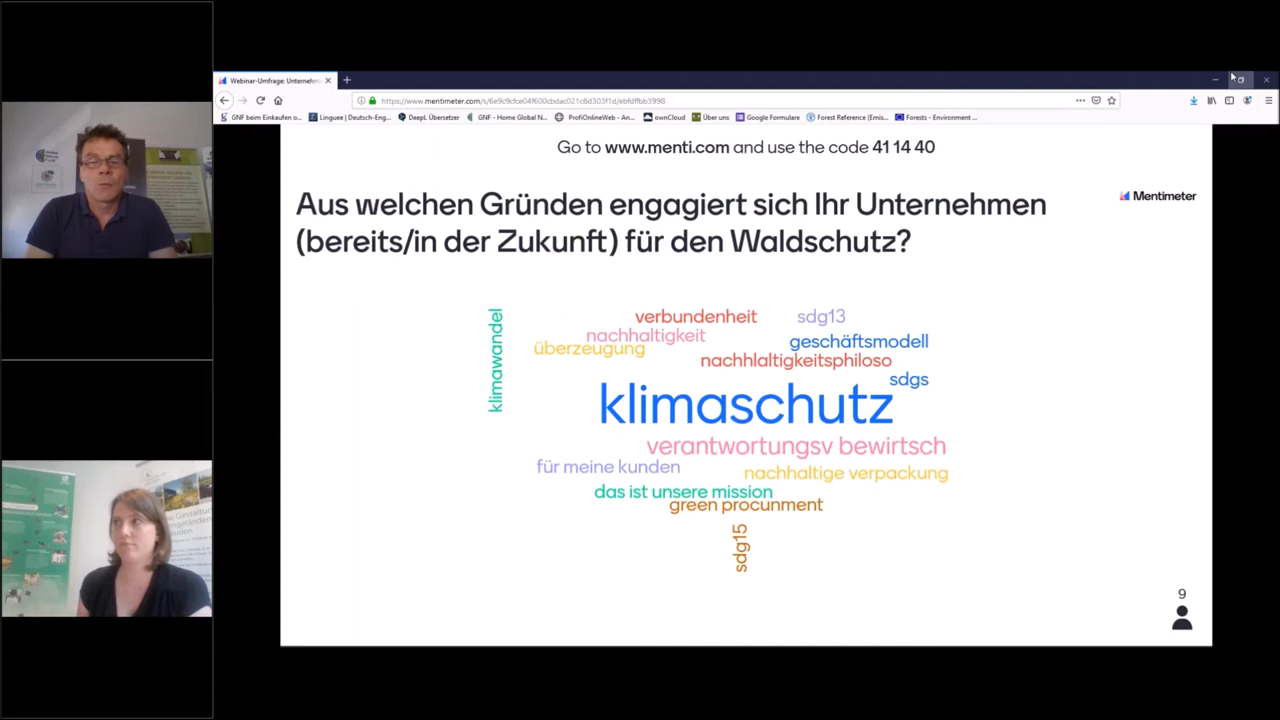 Webinar-Umfrage: Unternehm
https://www.mentimeter.com/s/6e9c9cfce04f600cbdac021c8d303f1d/ebfdffbb3998
GNF beim Einkaufen o...
Linguee | Deutsch-Eng...
DeepL Übersetzer
GNF - Home Global N...
ProfiOnlineWeb - An...
ownCloud
Über uns
Google Formulare
Forest Reference (Emis...
Forests - Environment ...
Go to www.menti.com and use the code 41 14 40
Aus welchen Gründen engagiert sich Ihr Unternehmen
(bereits/in der Zukunft) für den Waldschutz?
Mentimeter
klimawandel
verbundenheit
sdg13
nachhaltigkeit
geschäftsmodell
überzeugung
nachhlaltigkeitsphiloso
sdgs
klimaschutz
verantwortungsv bewirtsch
für meine kunden
nachhaltige verpackung
das ist unsere mission
green procunment
sdg15
9